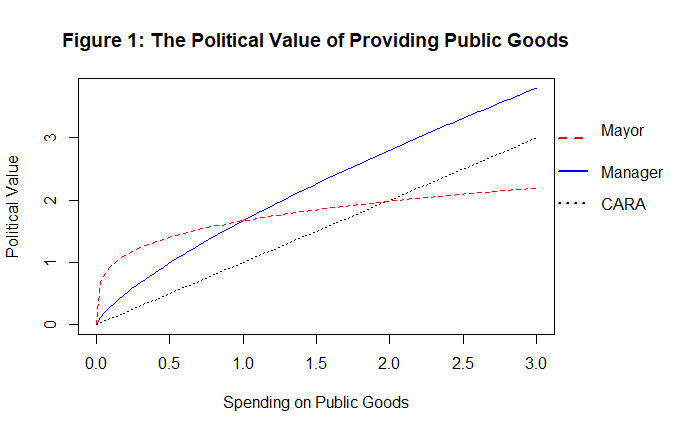 Figure 1: The Political Value of Providing Public Goods
Political Value
3
2
1
0
0.0 0.5 1.0 1.5 2.0 2.5 3.0
Spending on Public Goods
Mayor
Manager
CARA